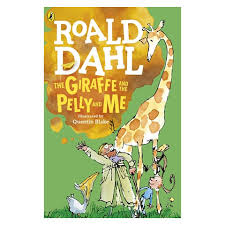 ROALD
DAHL
THE GIRAFFE AND THE
PELLY AND ME
Illustrated by
Quentin Blake